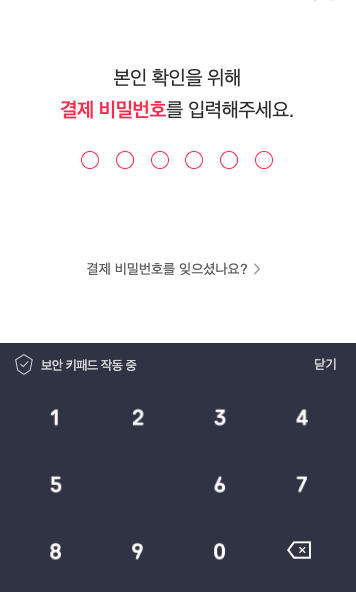 본인 확인을 위해
결제 비밀번호를 입력해주세요.
결제 비밀번호를 잊으셨나요? >
보안 키패드 작동 중 닫기
1 2 3 4
5 6 7
8 9 0